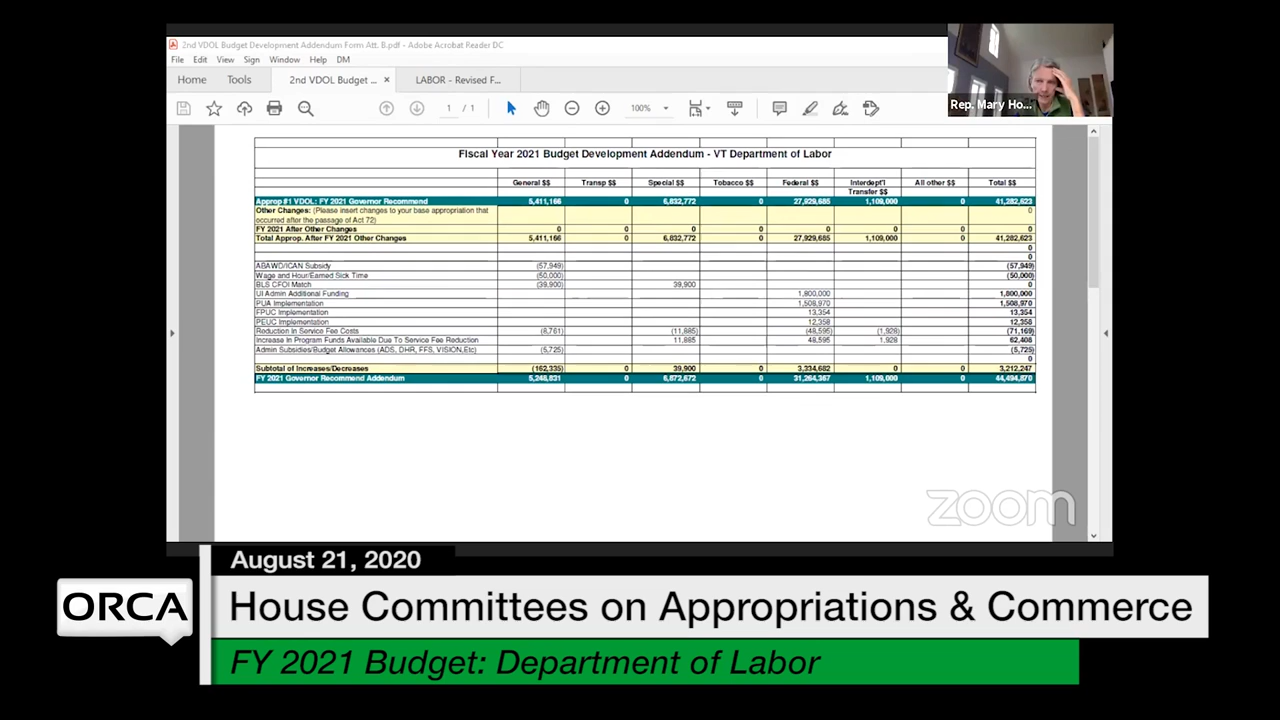 2nd VDOL Budget Development Addendum Form Att. B.pdf - Adobe Acrobat Reader DC
File Edit View Sign Window Help DM
Home Tools 2nd VDOL Budget ... × LABOR - Revised F...
1 / 1 100%
Rep. Mary Ho...
Fiscal Year 2021 Budget Development Addendum - VT Department of Labor
General $$ Transp $$ Special $$ Tobacco $$ Federal $$ Interdept'l Transfer $$ All other $$ Total $$
Approp #1 VDOL: FY 2021 Governor Recommend 5,411,166 0 6,832,772 0 27,929,685 1,109,000 0 41,282,623
Other Changes: (Please insert changes to your base appropriation that 0
occurred after the passage of Act 72)
FY 2021 After Other Changes 0 0 0 0 0 0 0 0
Total Approp. After FY 2021 Other Changes 5,411,166 0 6,832,772 0 27,929,685 1,109,000 0 41,282,623
0
0
ABAWD/ICAN Subsidy (57,949) (57,949)
Wage and Hour/Earned Sick Time (50,000) (50,000)
BLS CFOI Match (39,900) 39,900 0
UI Admin Additional Funding 1,800,000 1,800,000
PUA Implementation 1,508,970 1,508,970
FPUC Implementation 13,354 13,354
PEUC Implementation 12,358 12,358
Reduction In Service Fee Costs (8,761) (11,885) (48,595) (1,928) (71,169)
Increase In Program Funds Available Due To Service Fee Reduction 11,885 48,595 1,928 62,408
Admin Subsidies/Budget Allowances (ADS, DHR, FFS, VISION,Etc) (5,725) (5,725)
0
Subtotal of Increases/Decreases (162,335) 0 39,900 0 3,334,682 0 0 3,212,247
FY 2021 Governor Recommend Addendum 5,248,831 0 6,872,672 0 31,264,367 1,109,000 0 44,494,870
zoom
August 21, 2020
ORCA
House Committees on Appropriations & Commerce
FY 2021 Budget: Department of Labor